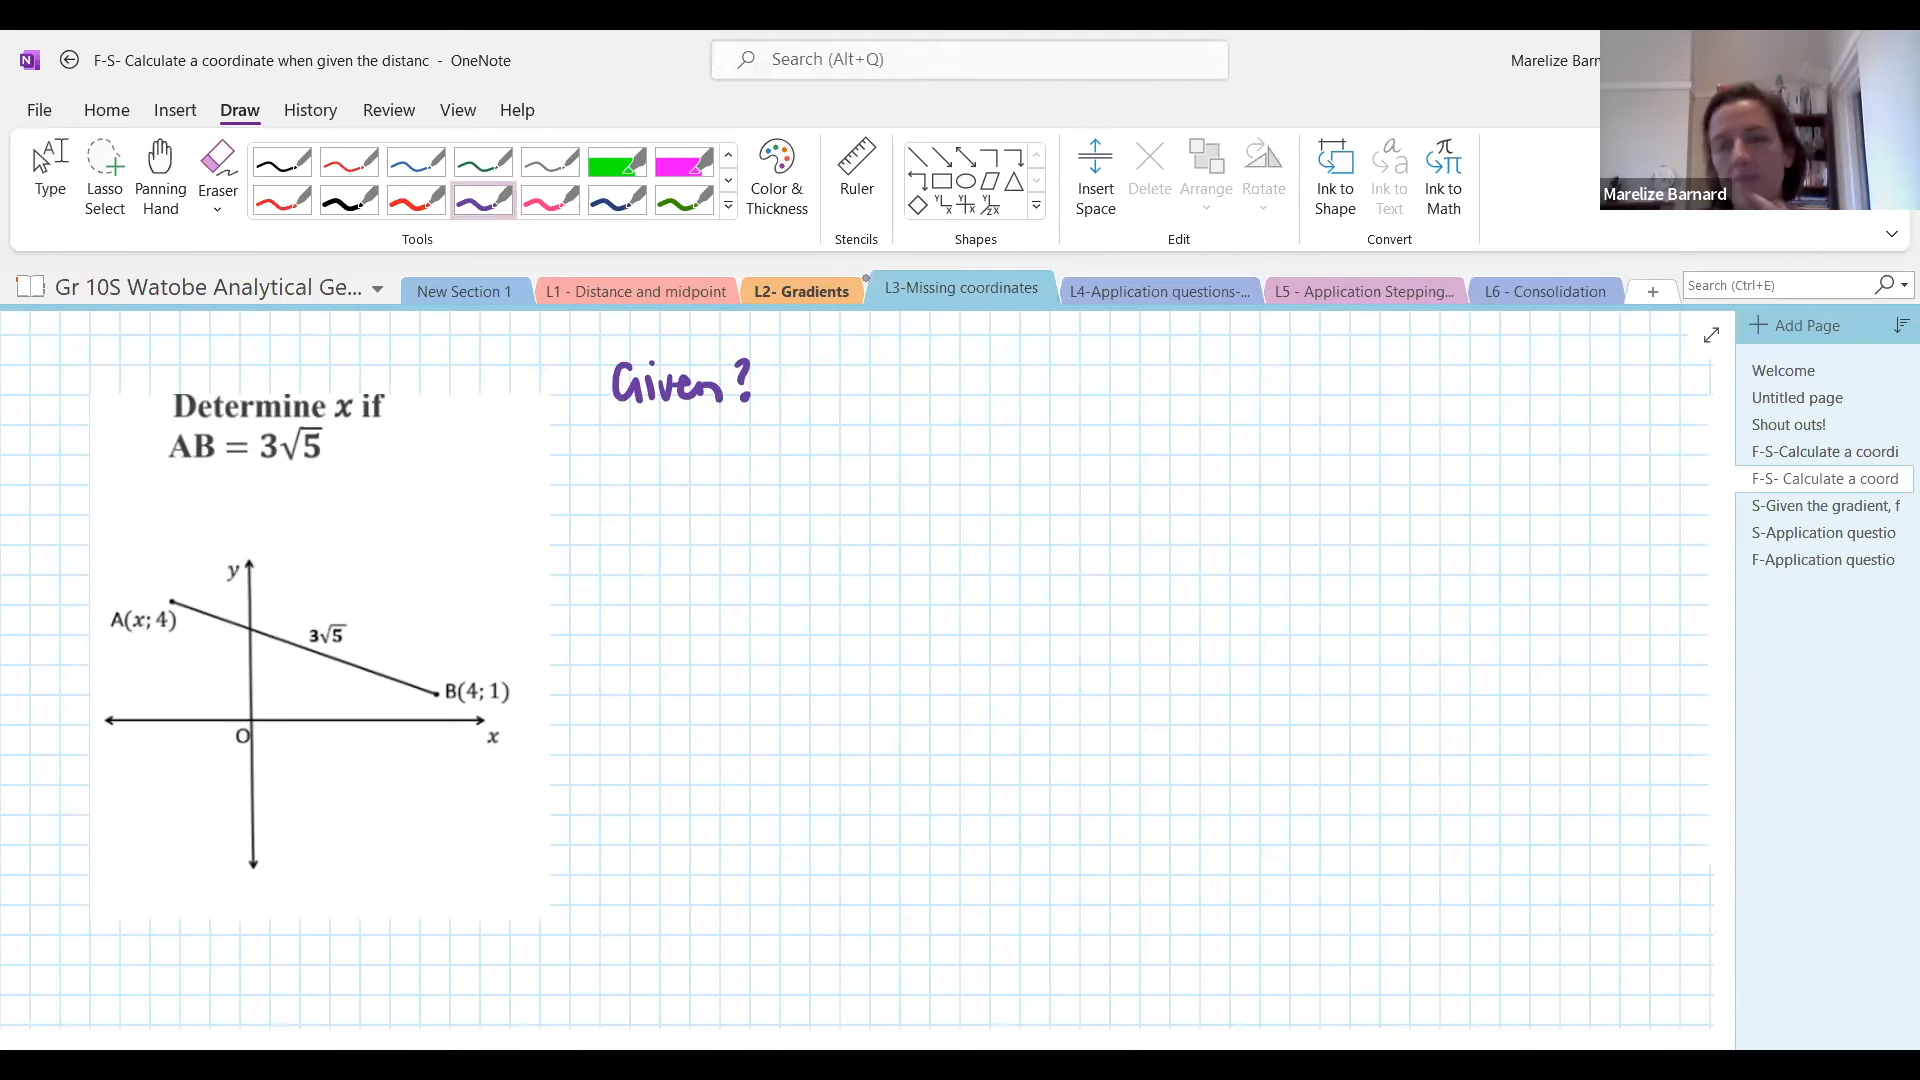 F-S- Calculate a coordinate when given the distanc - OneNote
Search (Alt+Q)
Marelize Barn
File Home Insert Draw History Review View Help
Type
Lasso Select
Panning Hand
Eraser
Color & Thickness
Ruler
Insert Space
Delete
Arrange
Rotate
Ink to Shape
Ink to Text
Ink to Math
Marelize Barnard
Tools Stencils Shapes Edit Convert
Gr 10S Watobe Analytical Ge...
New Section 1
L1 - Distance and midpoint
L2- Gradients
L3-Missing coordinates
L4-Application questions-...
L5 - Application Stepping...
L6 - Consolidation
Search (Ctrl+E)
Add Page
Welcome
Untitled page
Shout outs!
F-S-Calculate a coordi
F-S- Calculate a coord
S-Given the gradient, f
S-Application questio
F-Application questio
Given?
Determine x if
AB = 3√5
y
A(x; 4)
3√5
B(4; 1)
O
x